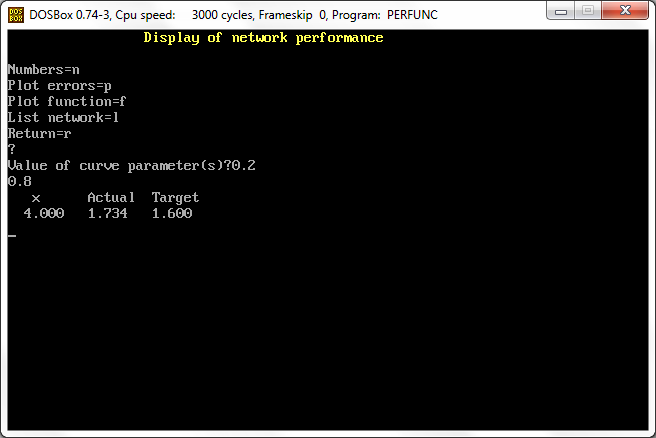 DOS BOX DOSBox 0.74-3, Cpu speed: 3000 cycles, Frameskip 0, Program: PERFUNC
Display of network performance
Numbers=n
Plot errors=p
Plot function=f
List network=l
Return=r
?
Value of curve parameter(s)?0.2
0.8
x Actual Target
4.000 1.734 1.600